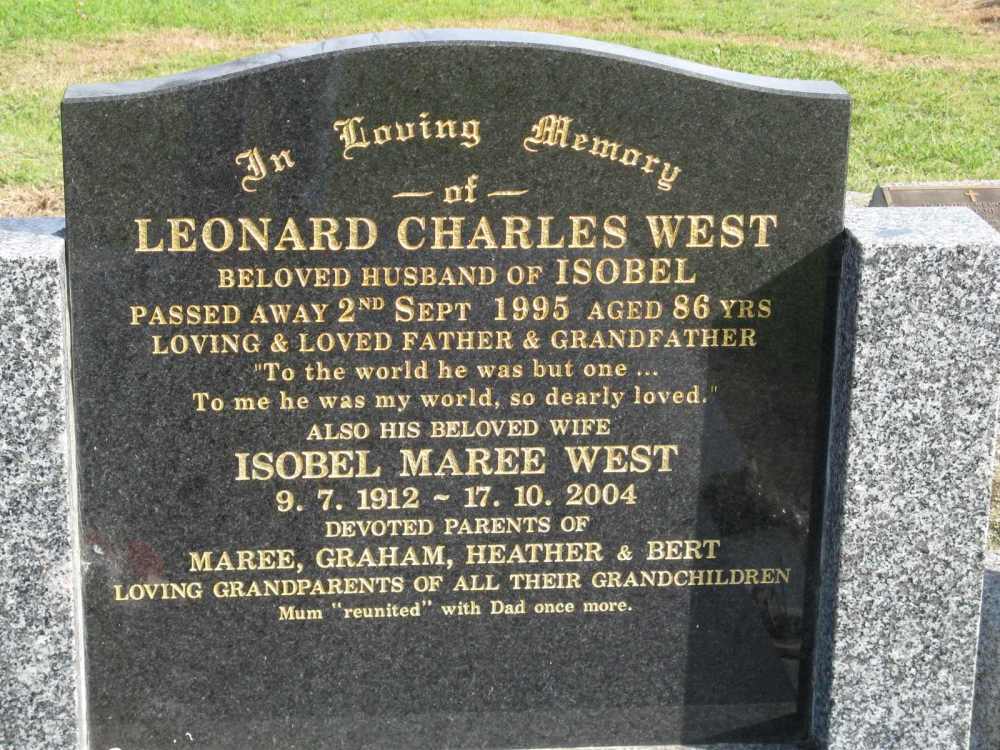 In Loving Memory
— of —
LEONARD CHARLES WEST
BELOVED HUSBAND OF ISOBEL
PASSED AWAY 2ND SEPT 1995 AGED 86 YRS
LOVING & LOVED FATHER & GRANDFATHER
"To the world he was but one ...
To me he was my world, so dearly loved."
ALSO HIS BELOVED WIFE
ISOBEL MAREE WEST
9. 7. 1912 ~ 17. 10. 2004
DEVOTED PARENTS OF
MAREE, GRAHAM, HEATHER & BERT
LOVING GRANDPARENTS OF ALL THEIR GRANDCHILDREN
Mum "reunited" with Dad once more.